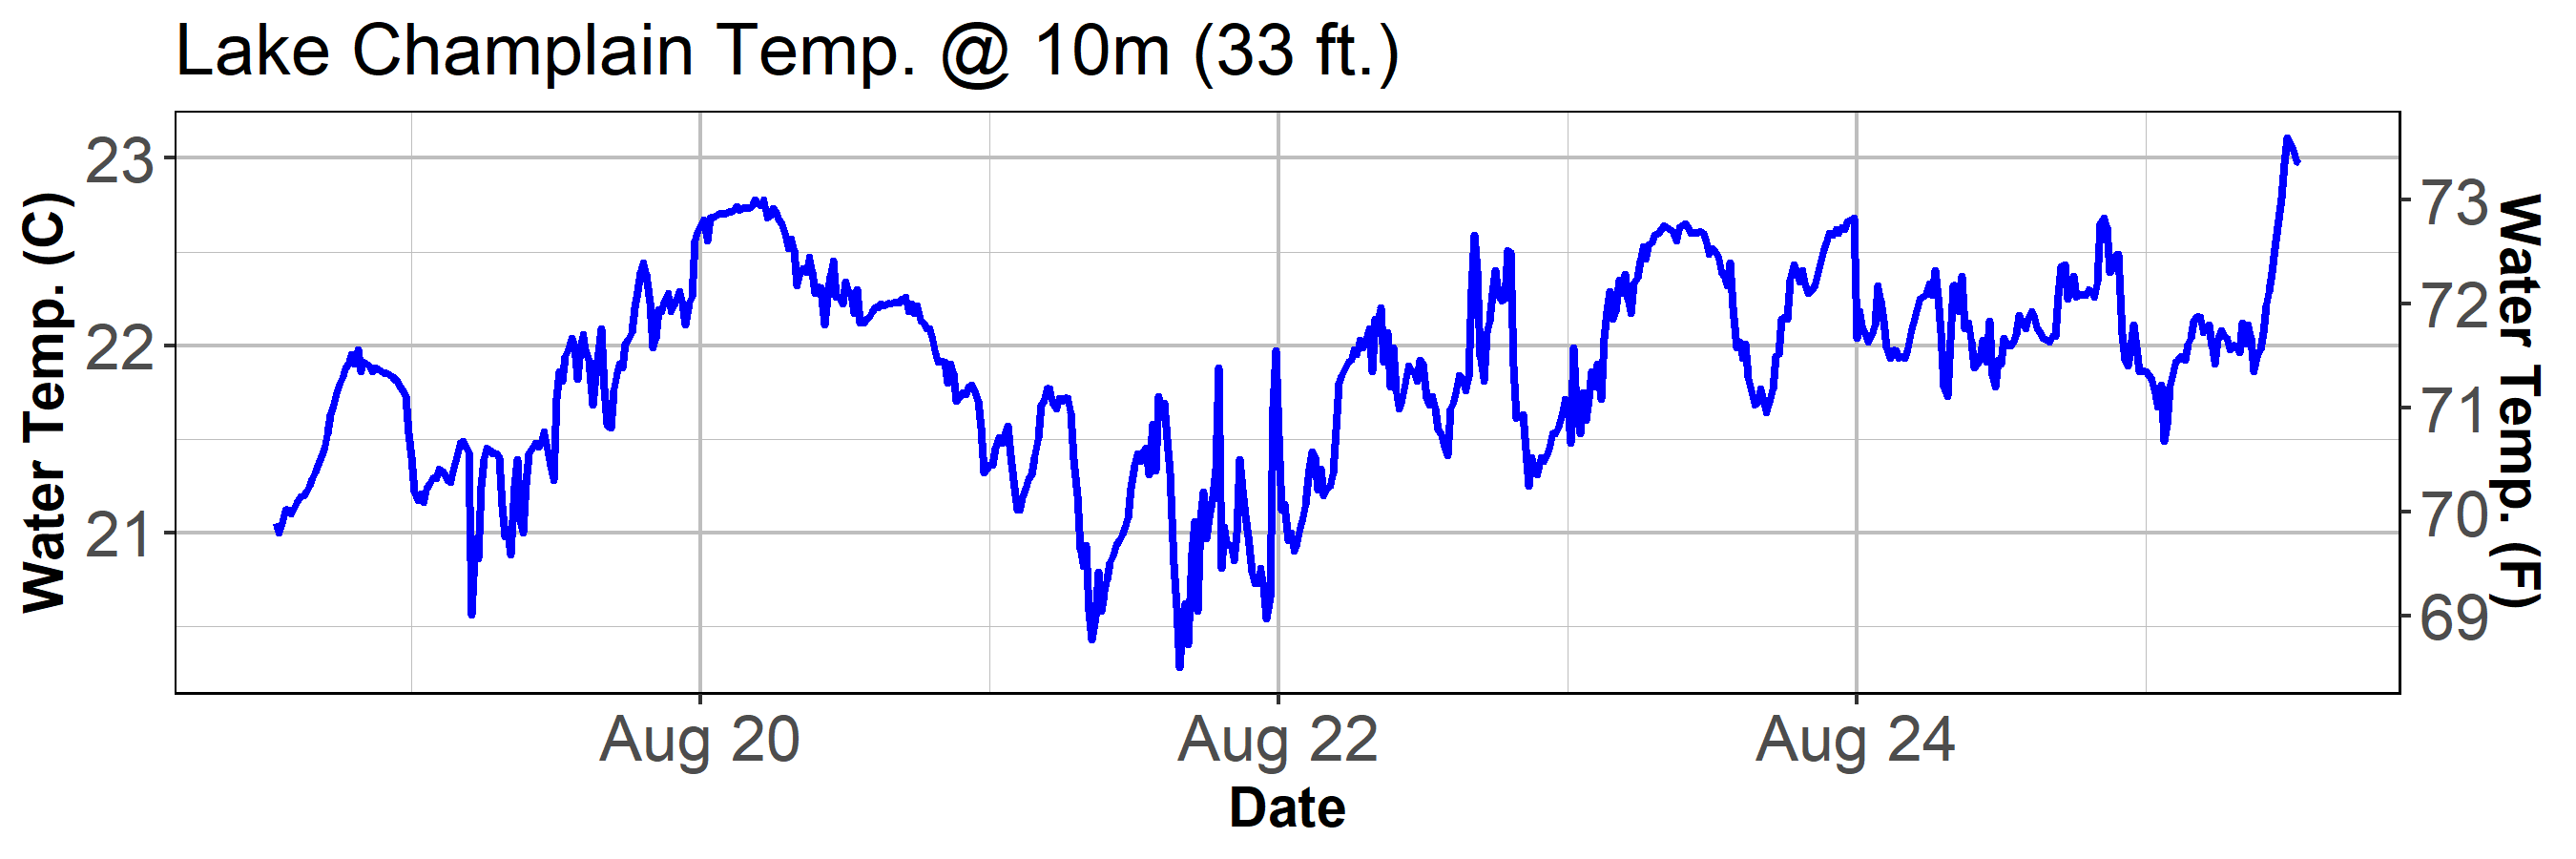 Lake Champlain Temp. @ 10m (33 ft.)
Water Temp. (C)
23
22
21
73
72
71
70
69
Water Temp. (F)
Aug 20
Aug 22
Aug 24
Date